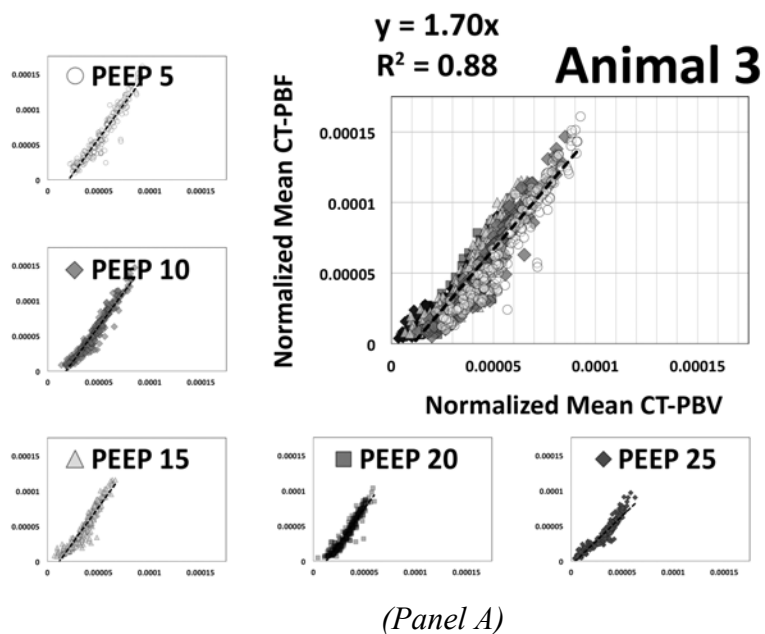 y = 1.70x
R² = 0.88
Animal 3
Normalized Mean CT-PBF
0.00015
0.0001
0.00005
0
0 0.00005 0.0001 0.00015
Normalized Mean CT-PBV
PEEP 5
0.00015
0.0001
0.00005
0
0 0.00005 0.0001 0.00015
PEEP 10
0.00015
0.0001
0.00005
0
0 0.00005 0.0001 0.00015
PEEP 15
0.00015
0.0001
0.00005
0
0 0.00005 0.0001 0.00015
PEEP 20
0.00015
0.0001
0.00005
0
0 0.00005 0.0001 0.00015
PEEP 25
0.00015
0.0001
0.00005
0
0 0.00005 0.0001 0.00015
(Panel A)